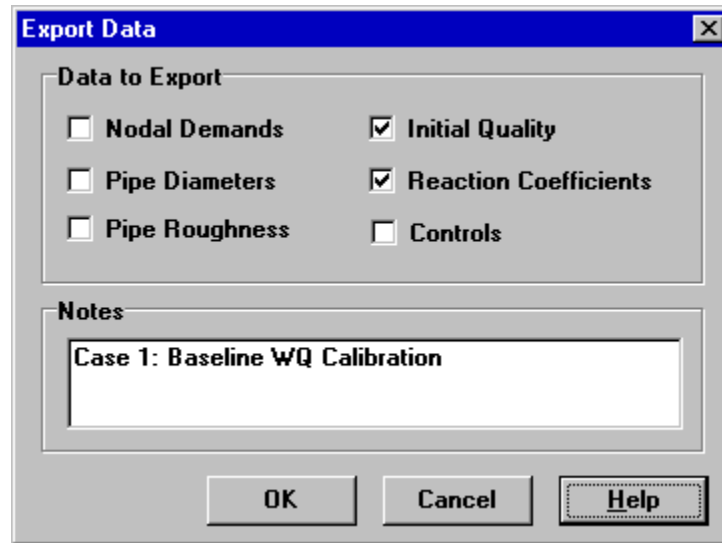 Export Data
Data to Export
Nodal Demands
Initial Quality
Pipe Diameters
Reaction Coefficients
Pipe Roughness
Controls
Notes
Case 1: Baseline WQ Calibration
OK
Cancel
Help